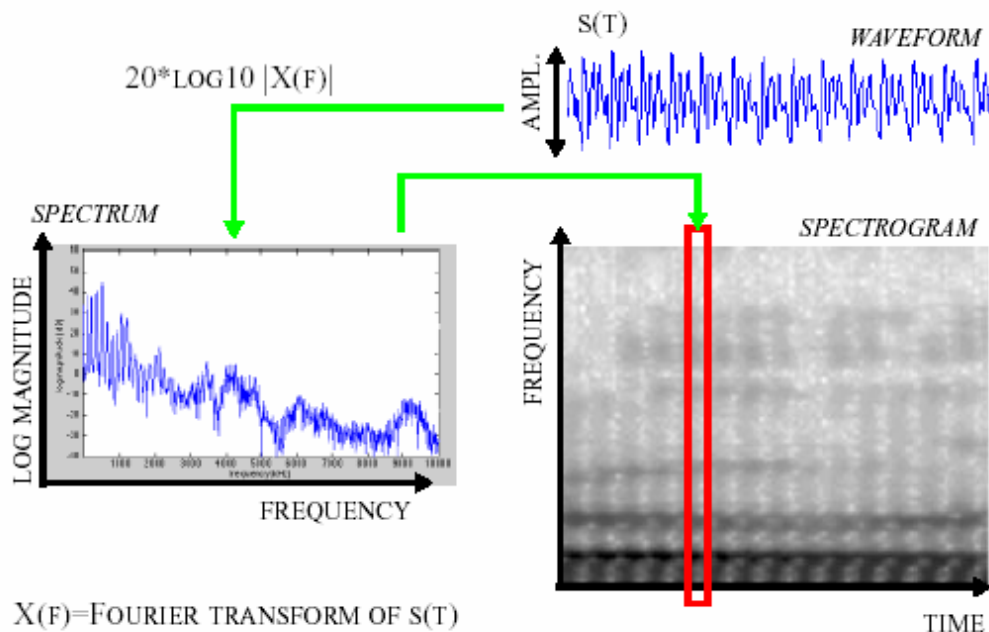 S(T)
WAVEFORM
AMPL.
20*LOG10 |X(F)|
SPECTRUM
SPECTROGRAM
LOG MAGNITUDE
FREQUENCY
1000 2000 3000 4000 5000 6000 7000 8000 9000 10000
FREQUENCY
TIME
X(F)=FOURIER TRANSFORM OF S(T)